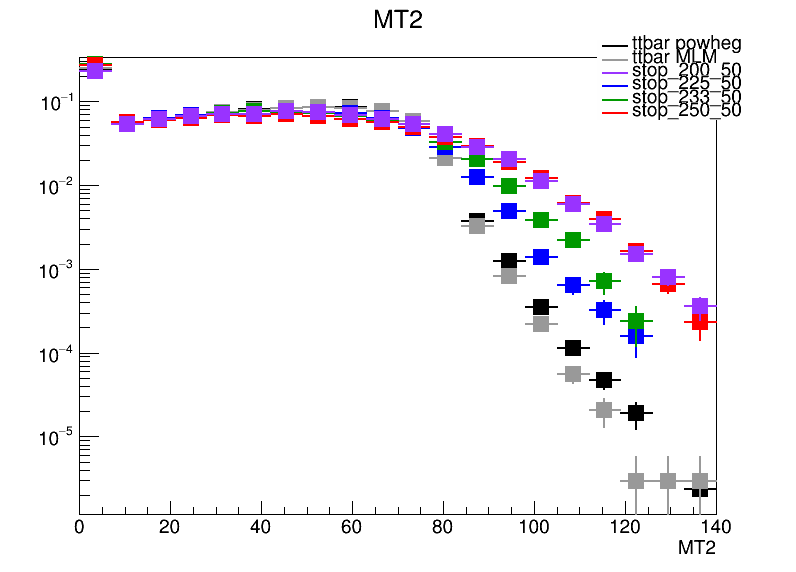 MT2
ttbar powheg
ttbar MLM
stop_200_50
stop_225_50
stop_233_50
stop_250_50
10⁻¹
10⁻²
10⁻³
10⁻⁴
10⁻⁵
0 20 40 60 80 100 120 140
MT2